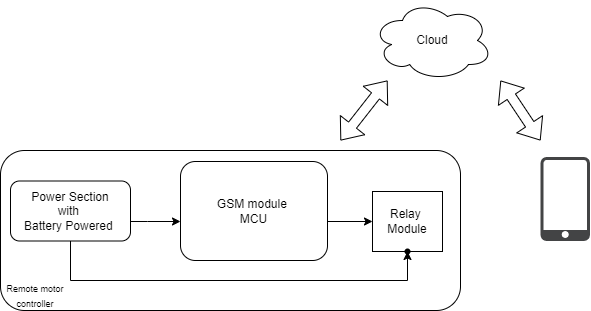 Cloud
Power Section
with
Battery Powered
GSM module
MCU
Relay
Module
Remote motor
controller